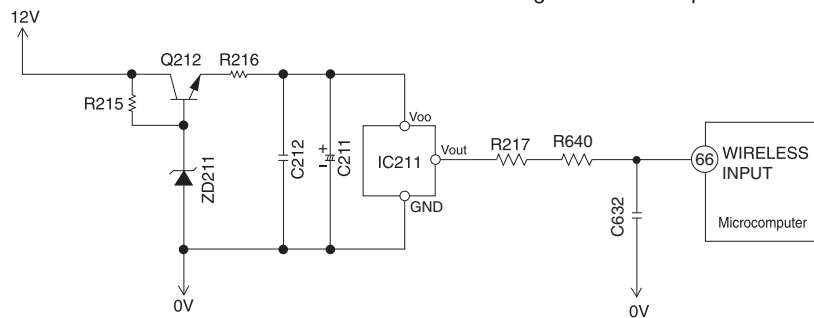 12V
Q212
R216
R215
ZD211
C212
+
-
C211
Voo
IC211
Vout
GND
R217
R640
C632
66
WIRELESS
INPUT
Microcomputer
0V
0V